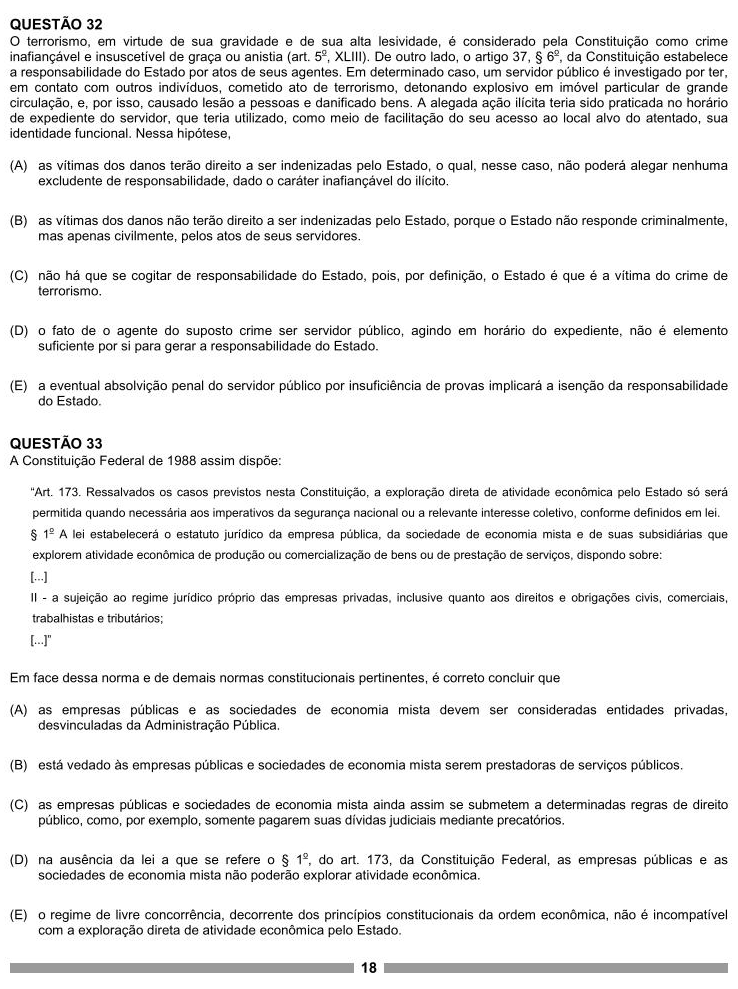 QUESTÃO 32
O terrorismo, em virtude de sua gravidade e de sua alta lesividade, é considerado pela Constituição como crime
inafiançável e insuscetível de graça ou anistia (art. 5º, XLIII). De outro lado, o artigo 37, § 6º, da Constituição estabelece
a responsabilidade do Estado por atos de seus agentes. Em determinado caso, um servidor público é investigado por ter,
em contato com outros indivíduos, cometido ato de terrorismo, detonando explosivo em imóvel particular de grande
circulação, e, por isso, causado lesão a pessoas e danificado bens. A alegada ação ilícita teria sido praticada no horário
de expediente do servidor, que teria utilizado, como meio de facilitação do seu acesso ao local alvo do atentado, sua
identidade funcional. Nessa hipótese,
(A) as vítimas dos danos terão direito a ser indenizadas pelo Estado, o qual, nesse caso, não poderá alegar nenhuma
excludente de responsabilidade, dado o caráter inafiançável do ilícito.
(B) as vítimas dos danos não terão direito a ser indenizadas pelo Estado, porque o Estado não responde criminalmente,
mas apenas civilmente, pelos atos de seus servidores.
(C) não há que se cogitar de responsabilidade do Estado, pois, por definição, o Estado é que é a vítima do crime de
terrorismo.
(D) o fato de o agente do suposto crime ser servidor público, agindo em horário do expediente, não é elemento
suficiente por si para gerar a responsabilidade do Estado.
(E) a eventual absolvição penal do servidor público por insuficiência de provas implicará a isenção da responsabilidade
do Estado.
QUESTÃO 33
A Constituição Federal de 1988 assim dispõe:
“Art. 173. Ressalvados os casos previstos nesta Constituição, a exploração direta de atividade econômica pelo Estado só será
permitida quando necessária aos imperativos da segurança nacional ou a relevante interesse coletivo, conforme definidos em lei.
§ 1º A lei estabelecerá o estatuto jurídico da empresa pública, da sociedade de economia mista e de suas subsidiárias que
explorem atividade econômica de produção ou comercialização de bens ou de prestação de serviços, dispondo sobre:
[...]
II - a sujeição ao regime jurídico próprio das empresas privadas, inclusive quanto aos direitos e obrigações civis, comerciais,
trabalhistas e tributários;
[...]”
Em face dessa norma e de demais normas constitucionais pertinentes, é correto concluir que
(A) as empresas públicas e as sociedades de economia mista devem ser consideradas entidades privadas,
desvinculadas da Administração Pública.
(B) está vedado às empresas públicas e sociedades de economia mista serem prestadoras de serviços públicos.
(C) as empresas públicas e sociedades de economia mista ainda assim se submetem a determinadas regras de direito
público, como, por exemplo, somente pagarem suas dívidas judiciais mediante precatórios.
(D) na ausência da lei a que se refere o § 1º, do art. 173, da Constituição Federal, as empresas públicas e as
sociedades de economia mista não poderão explorar atividade econômica.
(E) o regime de livre concorrência, decorrente dos princípios constitucionais da ordem econômica, não é incompatível
com a exploração direta de atividade econômica pelo Estado.
18